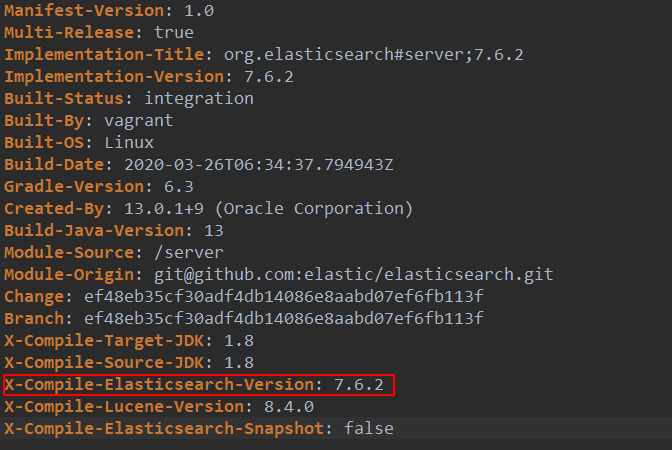 Manifest-Version: 1.0
Multi-Release: true
Implementation-Title: org.elasticsearch#server;7.6.2
Implementation-Version: 7.6.2
Built-Status: integration
Built-By: vagrant
Built-OS: Linux
Build-Date: 2020-03-26T06:34:37.794943Z
Gradle-Version: 6.3
Created-By: 13.0.1+9 (Oracle Corporation)
Build-Java-Version: 13
Module-Source: /server
Module-Origin: git@github.com:elastic/elasticsearch.git
Change: ef48eb35cf30adf4db14086e8aabd07ef6fb113f
Branch: ef48eb35cf30adf4db14086e8aabd07ef6fb113f
X-Compile-Target-JDK: 1.8
X-Compile-Source-JDK: 1.8
X-Compile-Elasticsearch-Version: 7.6.2
X-Compile-Lucene-Version: 8.4.0
X-Compile-Elasticsearch-Snapshot: false